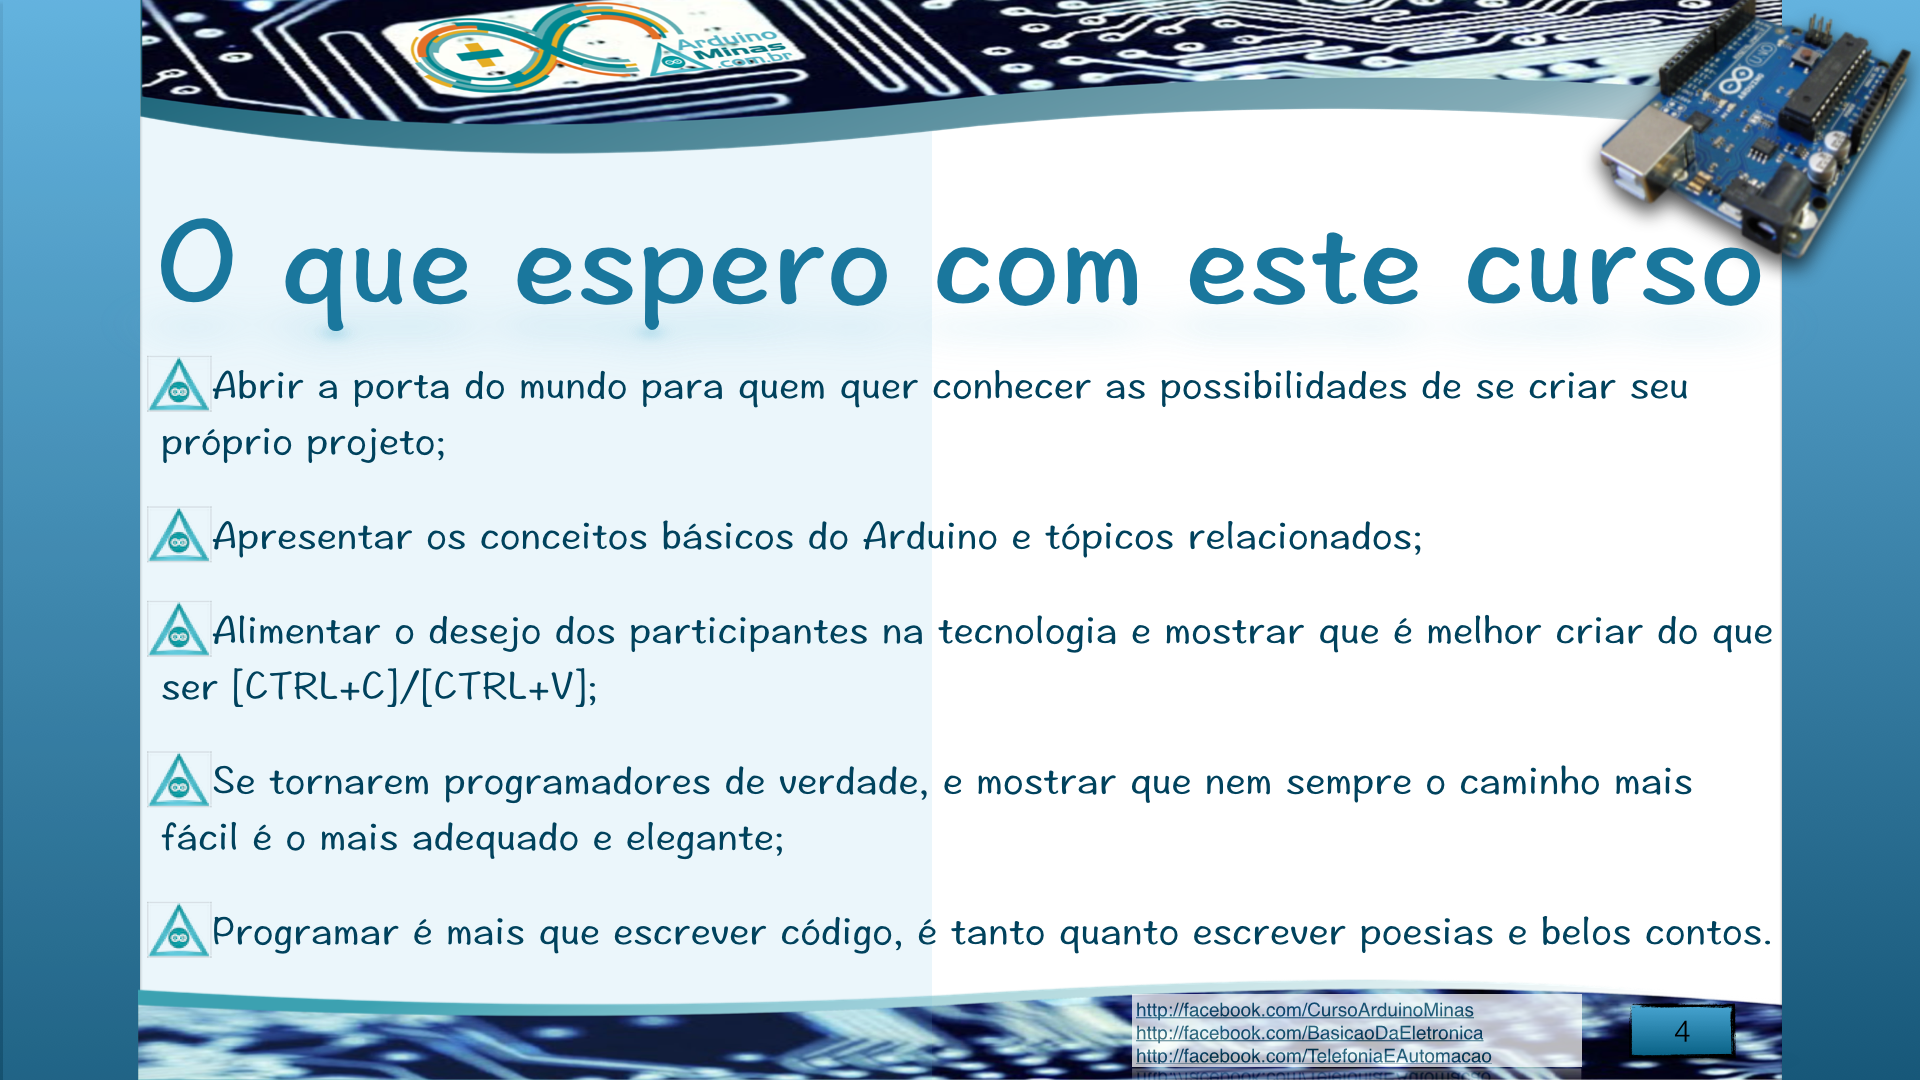 Arduino
Minas
.com.br
O que espero com este curso
Abrir a porta do mundo para quem quer conhecer as possibilidades de se criar seu
próprio projeto;
Apresentar os conceitos básicos do Arduino e tópicos relacionados;
Alimentar o desejo dos participantes na tecnologia e mostrar que é melhor criar do que
ser [CTRL+C]/[CTRL+V];
Se tornarem programadores de verdade, e mostrar que nem sempre o caminho mais
fácil é o mais adequado e elegante;
Programar é mais que escrever código, é tanto quanto escrever poesias e belos contos.
http://facebook.com/CursoArduinoMinas
http://facebook.com/BasicaoDaEletronica
http://facebook.com/TelefoniaEAutomacao
4